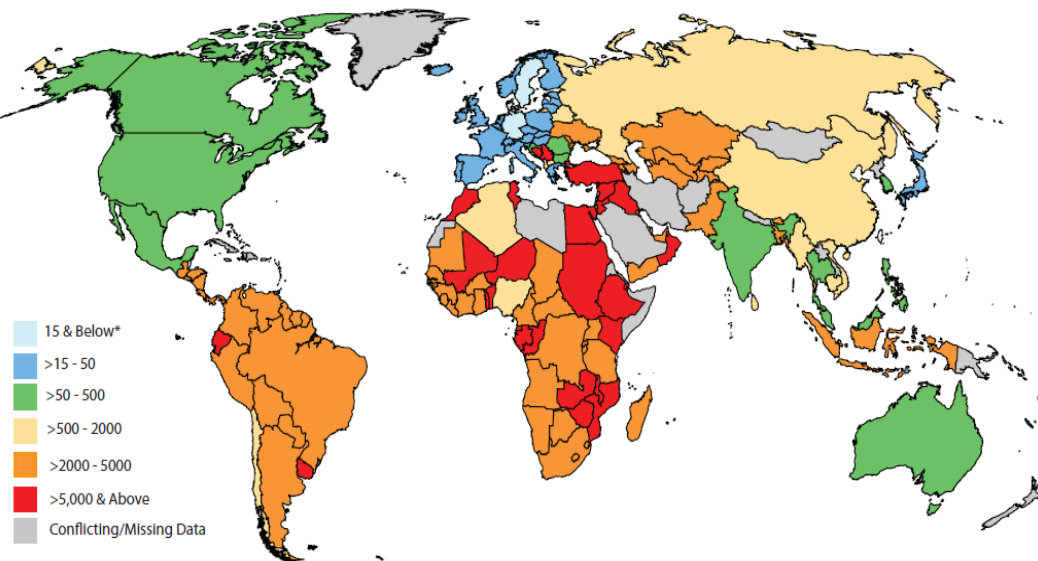 15 & Below*
>15 - 50
>50 - 500
>500 - 2000
>2000 - 5000
>5,000 & Above
Conflicting/Missing Data